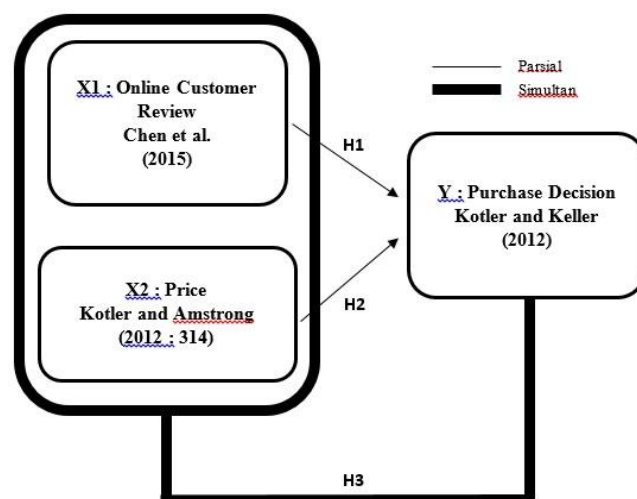 X1 : Online Customer
Review
Chen et al.
(2015)
X2 : Price
Kotler and Amstrong
(2012 : 314)
H1
H2
Parsial
Simultan
Y : Purchase Decision
Kotler and Keller
(2012)
H3